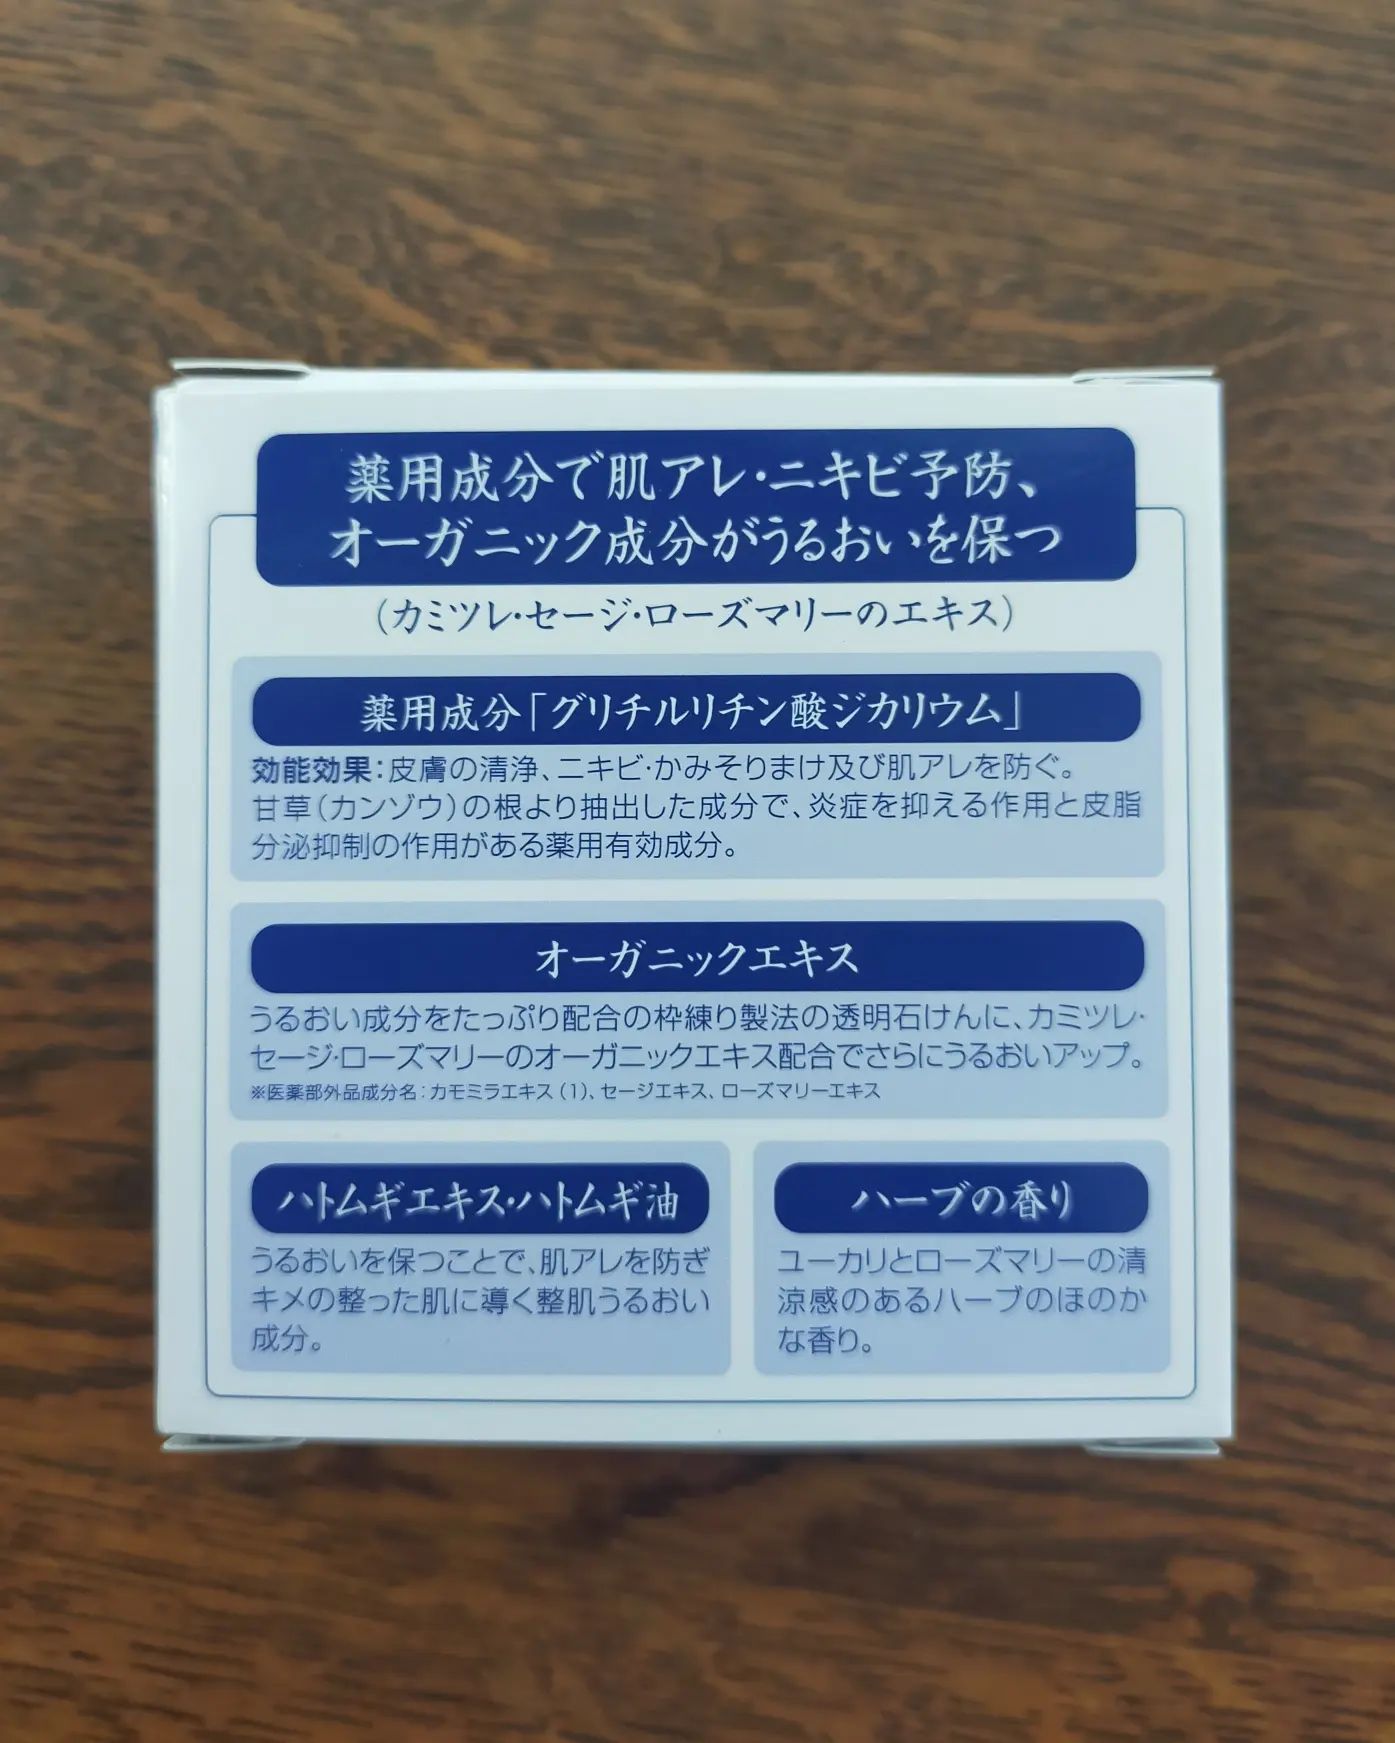 薬用成分で肌アレ・ニキビ予防、
オーガニック成分がうるおいを保つ
（カミツレ・セージ・ローズマリーのエキス）
薬用成分「グリチルリチン酸ジカリウム」
効能効果：皮膚の清浄、ニキビ・かみそりまけ及び肌アレを防ぐ。
甘草（カンゾウ）の根より抽出した成分で、炎症を抑える作用と皮脂
分泌抑制の作用がある薬用有効成分。
オーガニックエキス
うるおい成分をたっぷり配合の枠練り製法の透明石けんに、カミツレ・
セージ・ローズマリーのオーガニックエキス配合でさらにうるおいアップ。
※医薬部外品成分名：カモミラエキス（1）、セージエキス、ローズマリーエキス
ハトムギエキス・ハトムギ油
うるおいを保つことで、肌アレを防ぎ
キメの整った肌に導く整肌うるおい
成分。
ハーブの香り
ユーカリとローズマリーの清
涼感のあるハーブのほのか
な香り。